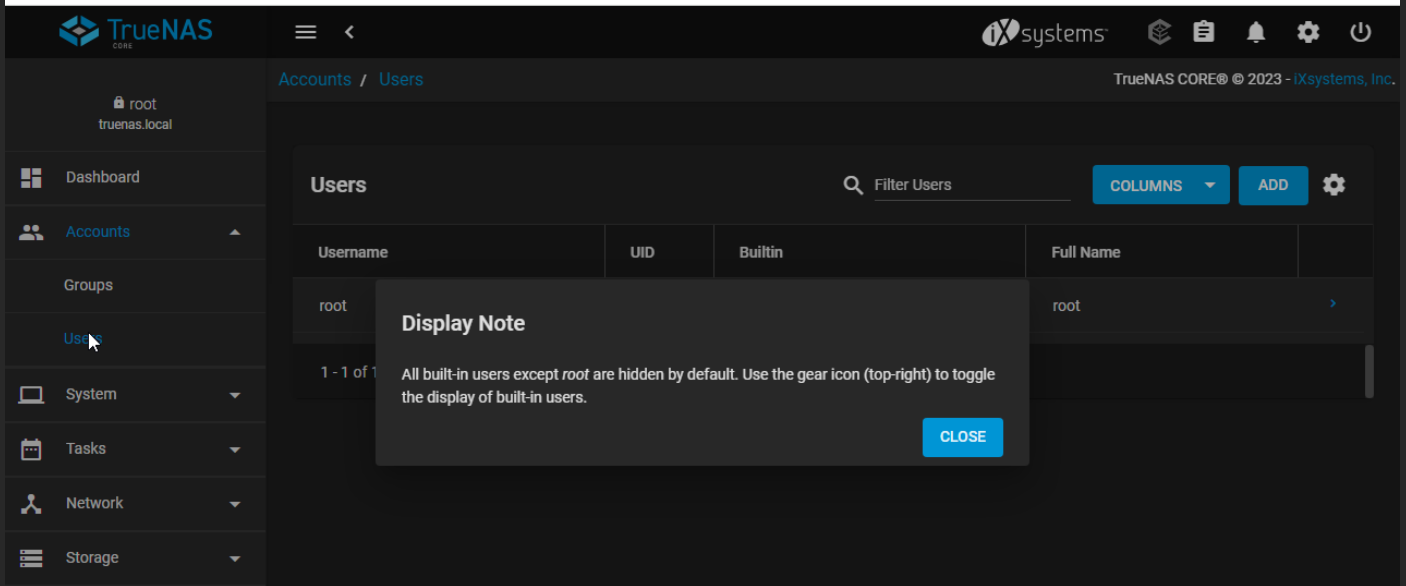 TrueNAS
CORE
iXsystems
root
truenas.local
Accounts / Users
TrueNAS CORE® © 2023 - iXsystems, Inc.
Dashboard
Accounts
Groups
Users
System
Tasks
Network
Storage
Users
Filter Users
COLUMNS
ADD
Username UID Builtin Full Name
root root
1 - 1 of 1
Display Note
All built-in users except root are hidden by default. Use the gear icon (top-right) to toggle
the display of built-in users.
CLOSE